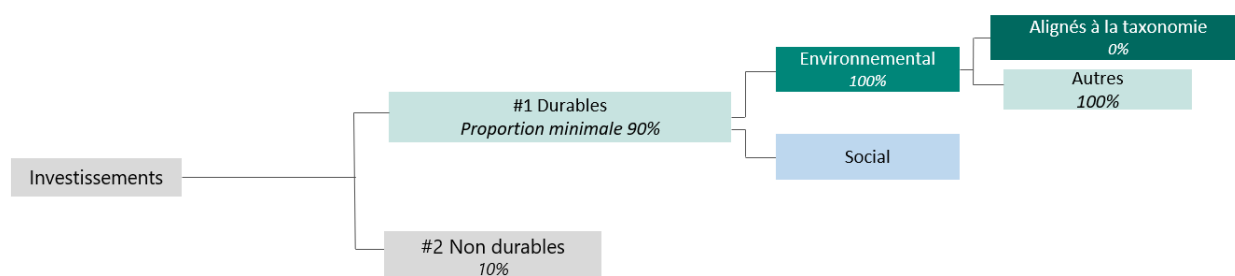 Investissements
#1 Durables
Proportion minimale 90%
#2 Non durables
10%
Environnemental
100%
Social
Alignés à la taxonomie
0%
Autres
100%